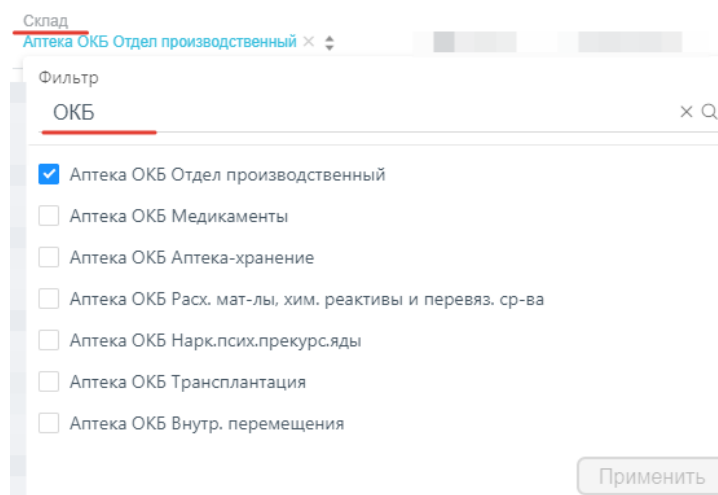 Склад
Аптека ОКБ Отдел производственный
Фильтр
ОКБ
Аптека ОКБ Отдел производственный
Аптека ОКБ Медикаменты
Аптека ОКБ Аптека-хранение
Аптека ОКБ Расх. мат-лы, хим. реактивы и перевяз. ср-ва
Аптека ОКБ Нарк.псих.прекурс.яды
Аптека ОКБ Трансплантация
Аптека ОКБ Внутр. перемещения
Применить